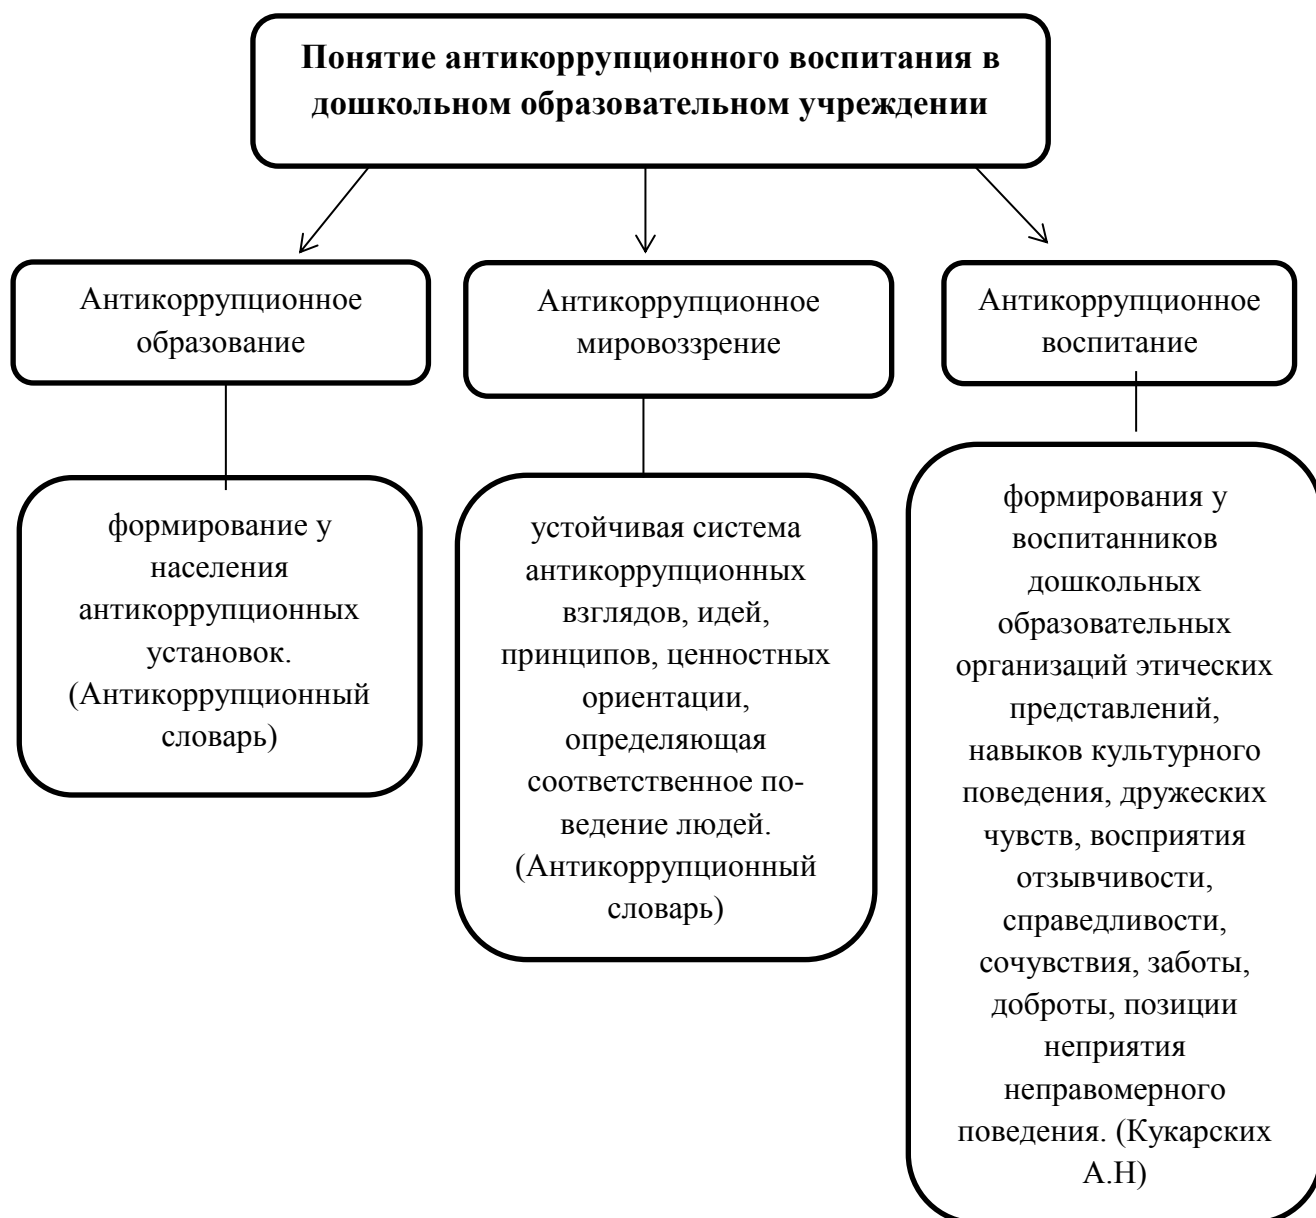 Понятие антикоррупционного воспитания в
дошкольном образовательном учреждении
Антикоррупционное
образование
Антикоррупционное
мировоззрение
Антикоррупционное
воспитание
формирование у
населения
антикоррупционных
установок.
(Антикоррупционный
словарь)
устойчивая система
антикоррупционных
взглядов, идей,
принципов, ценностных
ориентации,
определяющая
соответственное по-
ведение людей.
(Антикоррупционный
словарь)
формирования у
воспитанников
дошкольных
образовательных
организаций этических
представлений,
навыков культурного
поведения, дружеских
чувств, восприятия
отзывчивости,
справедливости,
сочувствия, заботы,
доброты, позиции
неприятия
неправомерного
поведения. (Кукарских
А.Н)